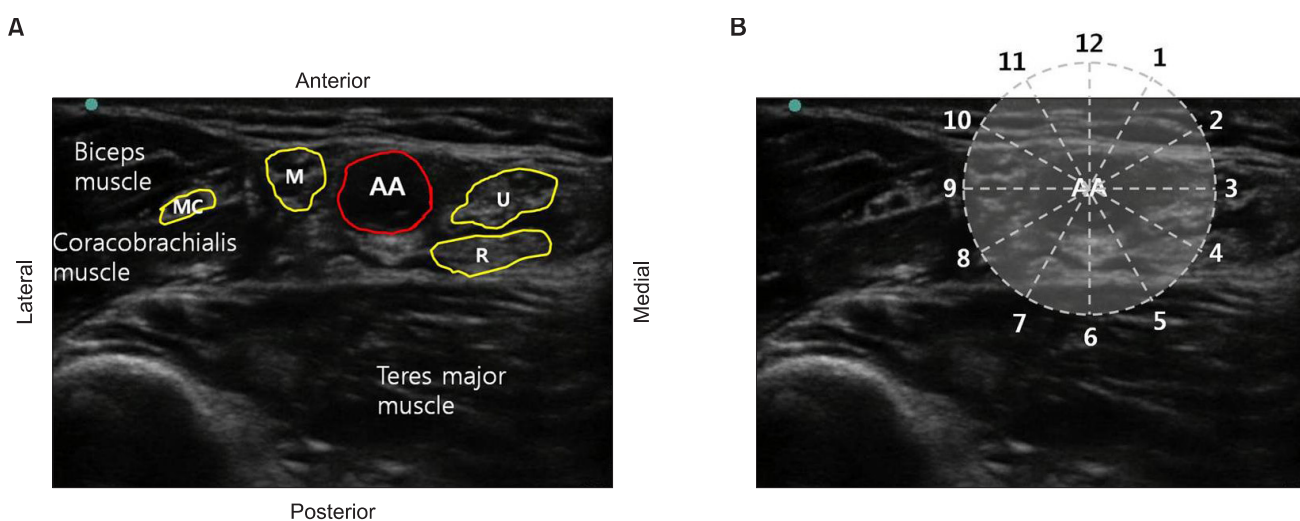 A
B
Anterior
Biceps
muscle
MC
M
AA
U
R
Coracobrachialis
muscle
Lateral
Medial
Teres major
muscle
Posterior
12
1
2
3
4
5
6
7
8
9
10
11
AA